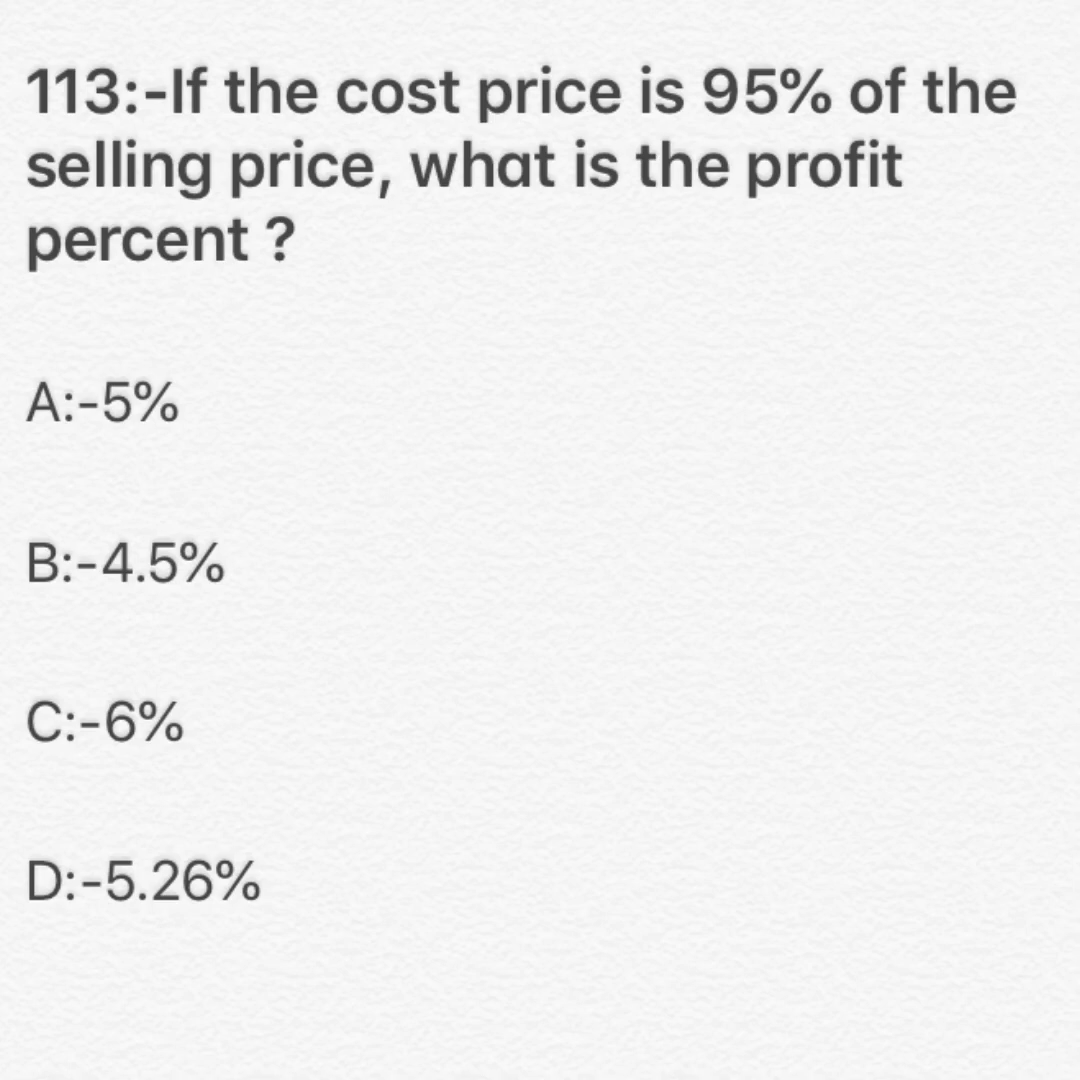 113:-If the cost price is 95% of the
selling price, what is the profit
percent ?
A:-5%
B:-4.5%
C:-6%
D:-5.26%